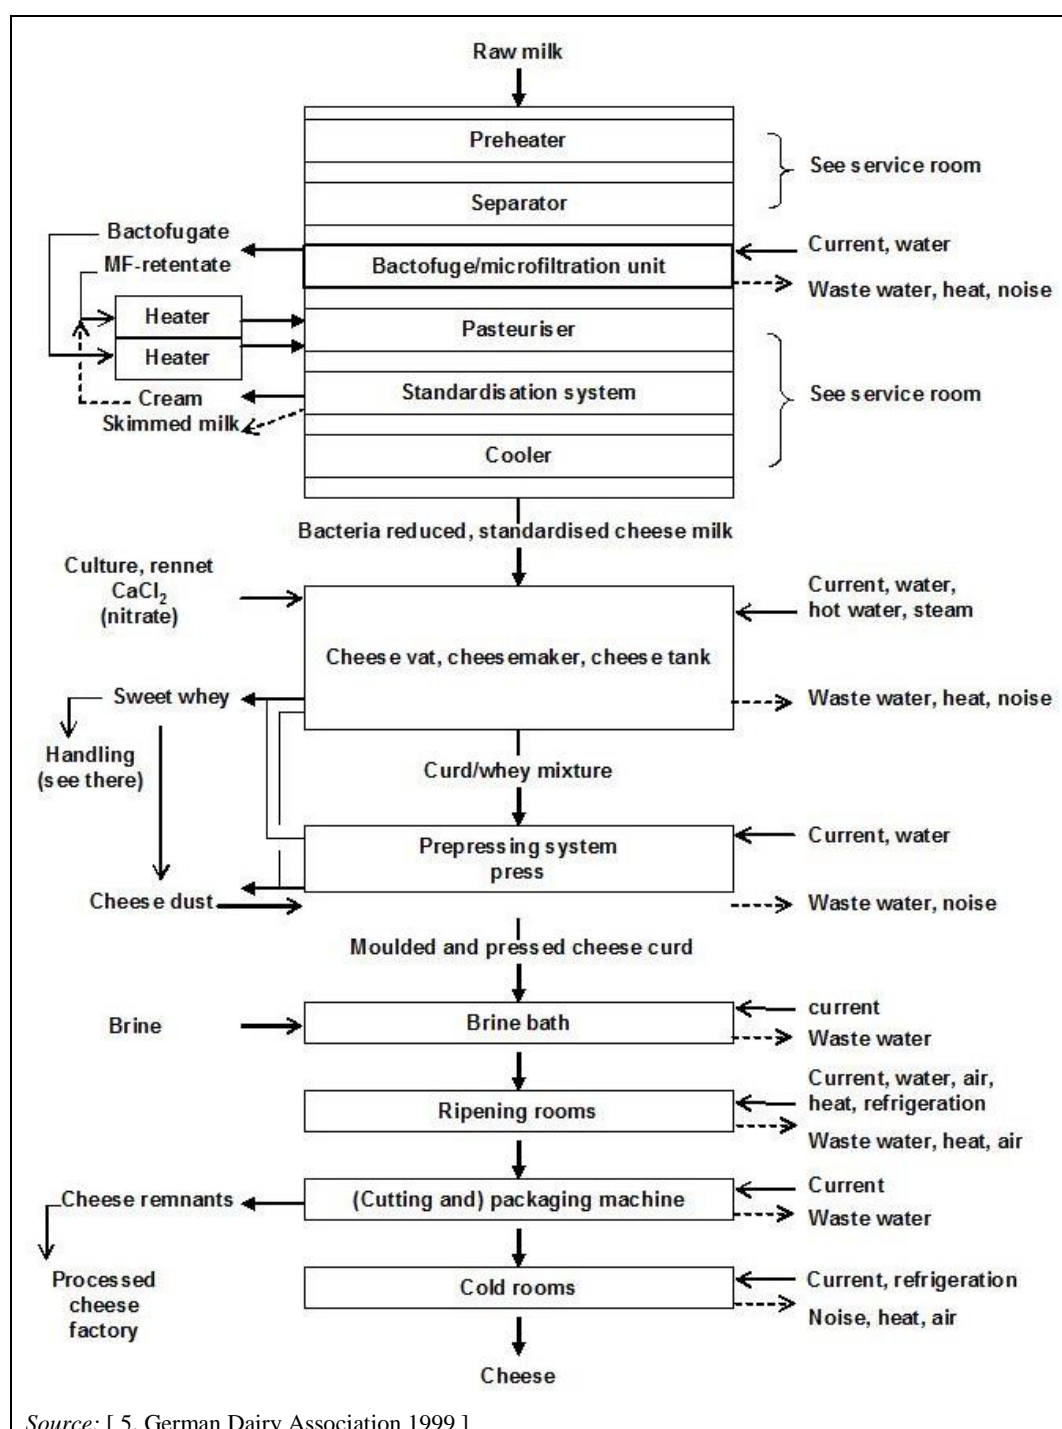 Raw milk
Preheater
See service room
Separator
Bactofugate
Current, water
MF-retentate
Bactofuge/microfiltration unit
Waste water, heat, noise
Heater
Pasteuriser
Heater
Cream
Standardisation system
See service room
Skimmed milk
Cooler
Bacteria reduced, standardised cheese milk
Culture, rennet
CaCl₂
(nitrate)
Current, water,
hot water, steam
Cheese vat, cheesemaker, cheese tank
Sweet whey
Waste water, heat, noise
Handling
(see there)
Curd/whey mixture
Prepressing system
press
Current, water
Cheese dust
Waste water, noise
Moulded and pressed cheese curd
Brine
Brine bath
current
Waste water
Ripening rooms
Current, water, air,
heat, refrigeration
Waste water, heat, air
Cheese remnants
(Cutting and) packaging machine
Current
Waste water
Processed
cheese
factory
Cold rooms
Current, refrigeration
Noise, heat, air
Cheese
Source: [ 5, German Dairy Association 1999 ]